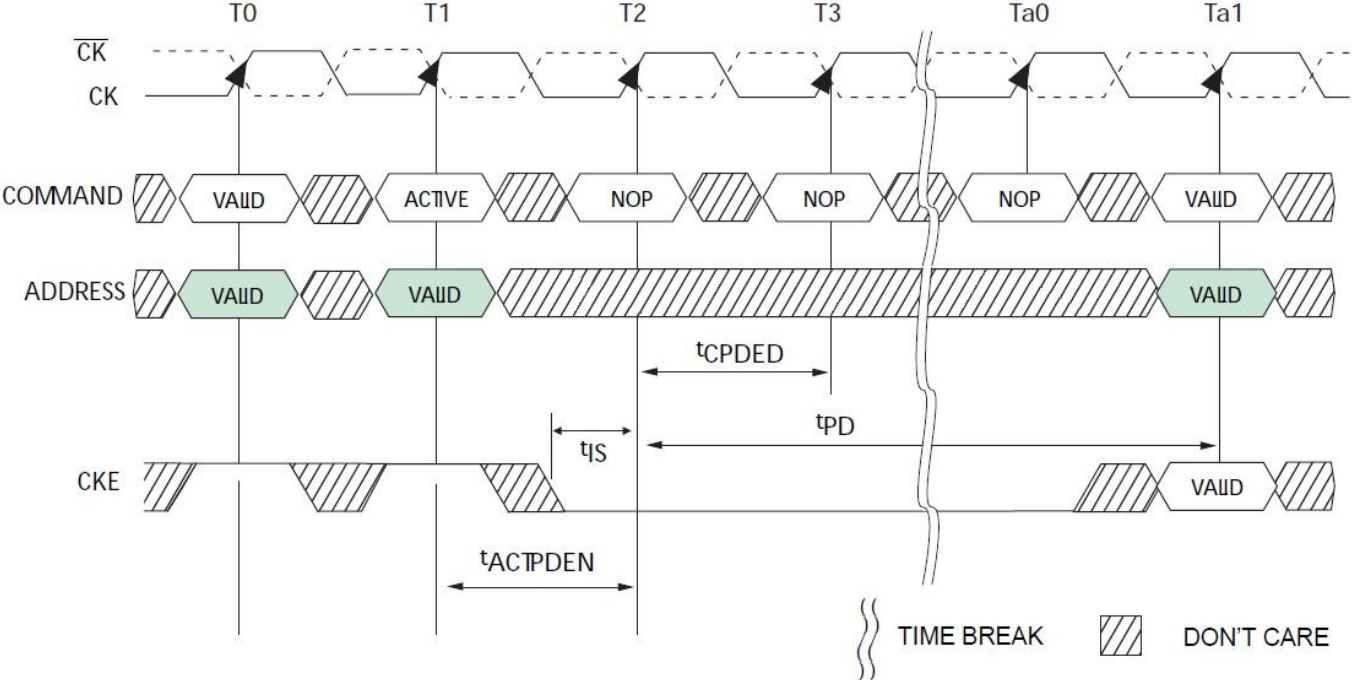 T0 T1 T2 T3 Ta0 Ta1
CK
CK
COMMAND VALID ACTIVE NOP NOP NOP VALID
ADDRESS VALID VALID VALID
tCPDED
tPD
tIS
CKE VALID
tACTPDEN
TIME BREAK DON'T CARE